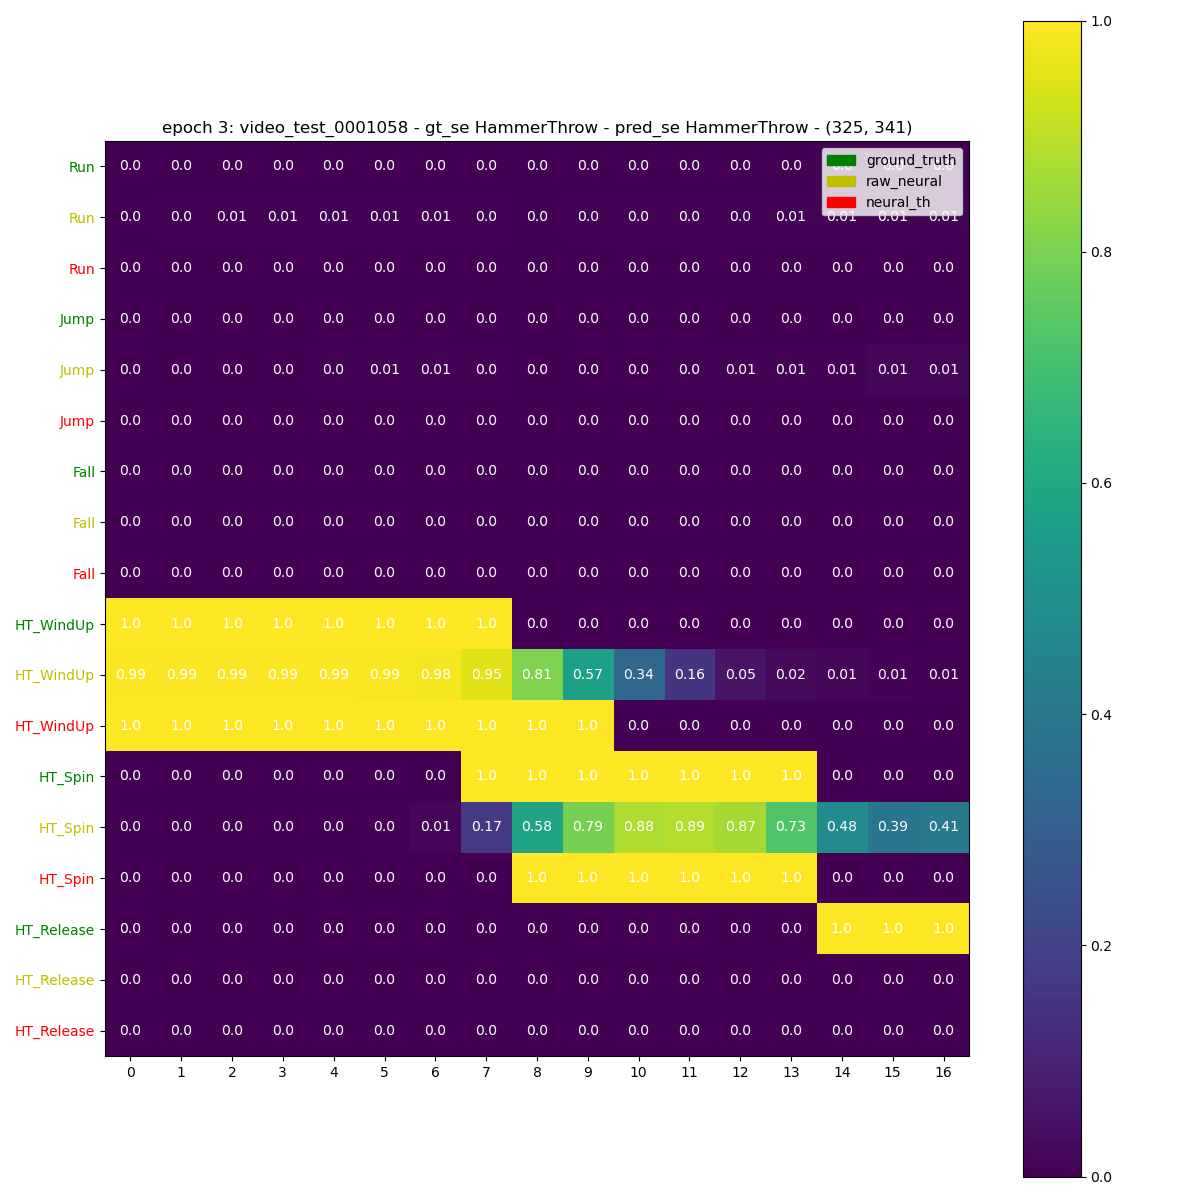 epoch 3: video_test_0001058 - gt_se HammerThrow - pred_se HammerThrow - (325, 341)
ground_truth
raw_neural
neural_th
Run 0.0 0.0 0.0 0.0 0.0 0.0 0.0 0.0 0.0 0.0 0.0 0.0 0.0 0.0 0.0 0.0 0.0
Run 0.0 0.0 0.01 0.01 0.01 0.01 0.01 0.0 0.0 0.0 0.0 0.0 0.0 0.01 0.01 0.01 0.01
Run 0.0 0.0 0.0 0.0 0.0 0.0 0.0 0.0 0.0 0.0 0.0 0.0 0.0 0.0 0.0 0.0 0.0
Jump 0.0 0.0 0.0 0.0 0.0 0.0 0.0 0.0 0.0 0.0 0.0 0.0 0.0 0.0 0.0 0.0 0.0
Jump 0.0 0.0 0.0 0.0 0.0 0.01 0.01 0.0 0.0 0.0 0.0 0.0 0.01 0.01 0.01 0.01 0.01
Jump 0.0 0.0 0.0 0.0 0.0 0.0 0.0 0.0 0.0 0.0 0.0 0.0 0.0 0.0 0.0 0.0 0.0
Fall 0.0 0.0 0.0 0.0 0.0 0.0 0.0 0.0 0.0 0.0 0.0 0.0 0.0 0.0 0.0 0.0 0.0
Fall 0.0 0.0 0.0 0.0 0.0 0.0 0.0 0.0 0.0 0.0 0.0 0.0 0.0 0.0 0.0 0.0 0.0
Fall 0.0 0.0 0.0 0.0 0.0 0.0 0.0 0.0 0.0 0.0 0.0 0.0 0.0 0.0 0.0 0.0 0.0
HT_WindUp 1.0 1.0 1.0 1.0 1.0 1.0 1.0 1.0 0.0 0.0 0.0 0.0 0.0 0.0 0.0 0.0 0.0
HT_WindUp 0.99 0.99 0.99 0.99 0.99 0.99 0.98 0.95 0.81 0.57 0.34 0.16 0.05 0.02 0.01 0.01 0.01
HT_WindUp 1.0 1.0 1.0 1.0 1.0 1.0 1.0 1.0 1.0 1.0 0.0 0.0 0.0 0.0 0.0 0.0 0.0
HT_Spin 0.0 0.0 0.0 0.0 0.0 0.0 0.0 1.0 1.0 1.0 1.0 1.0 1.0 1.0 0.0 0.0 0.0
HT_Spin 0.0 0.0 0.0 0.0 0.0 0.0 0.01 0.17 0.58 0.79 0.88 0.89 0.87 0.73 0.48 0.39 0.41
HT_Spin 0.0 0.0 0.0 0.0 0.0 0.0 0.0 0.0 1.0 1.0 1.0 1.0 1.0 1.0 0.0 0.0 0.0
HT_Release 0.0 0.0 0.0 0.0 0.0 0.0 0.0 0.0 0.0 0.0 0.0 0.0 0.0 0.0 1.0 1.0 1.0
HT_Release 0.0 0.0 0.0 0.0 0.0 0.0 0.0 0.0 0.0 0.0 0.0 0.0 0.0 0.0 0.0 0.0 0.0
HT_Release 0.0 0.0 0.0 0.0 0.0 0.0 0.0 0.0 0.0 0.0 0.0 0.0 0.0 0.0 0.0 0.0 0.0
0 1 2 3 4 5 6 7 8 9 10 11 12 13 14 15 16
1.0
0.8
0.6
0.4
0.2
0.0